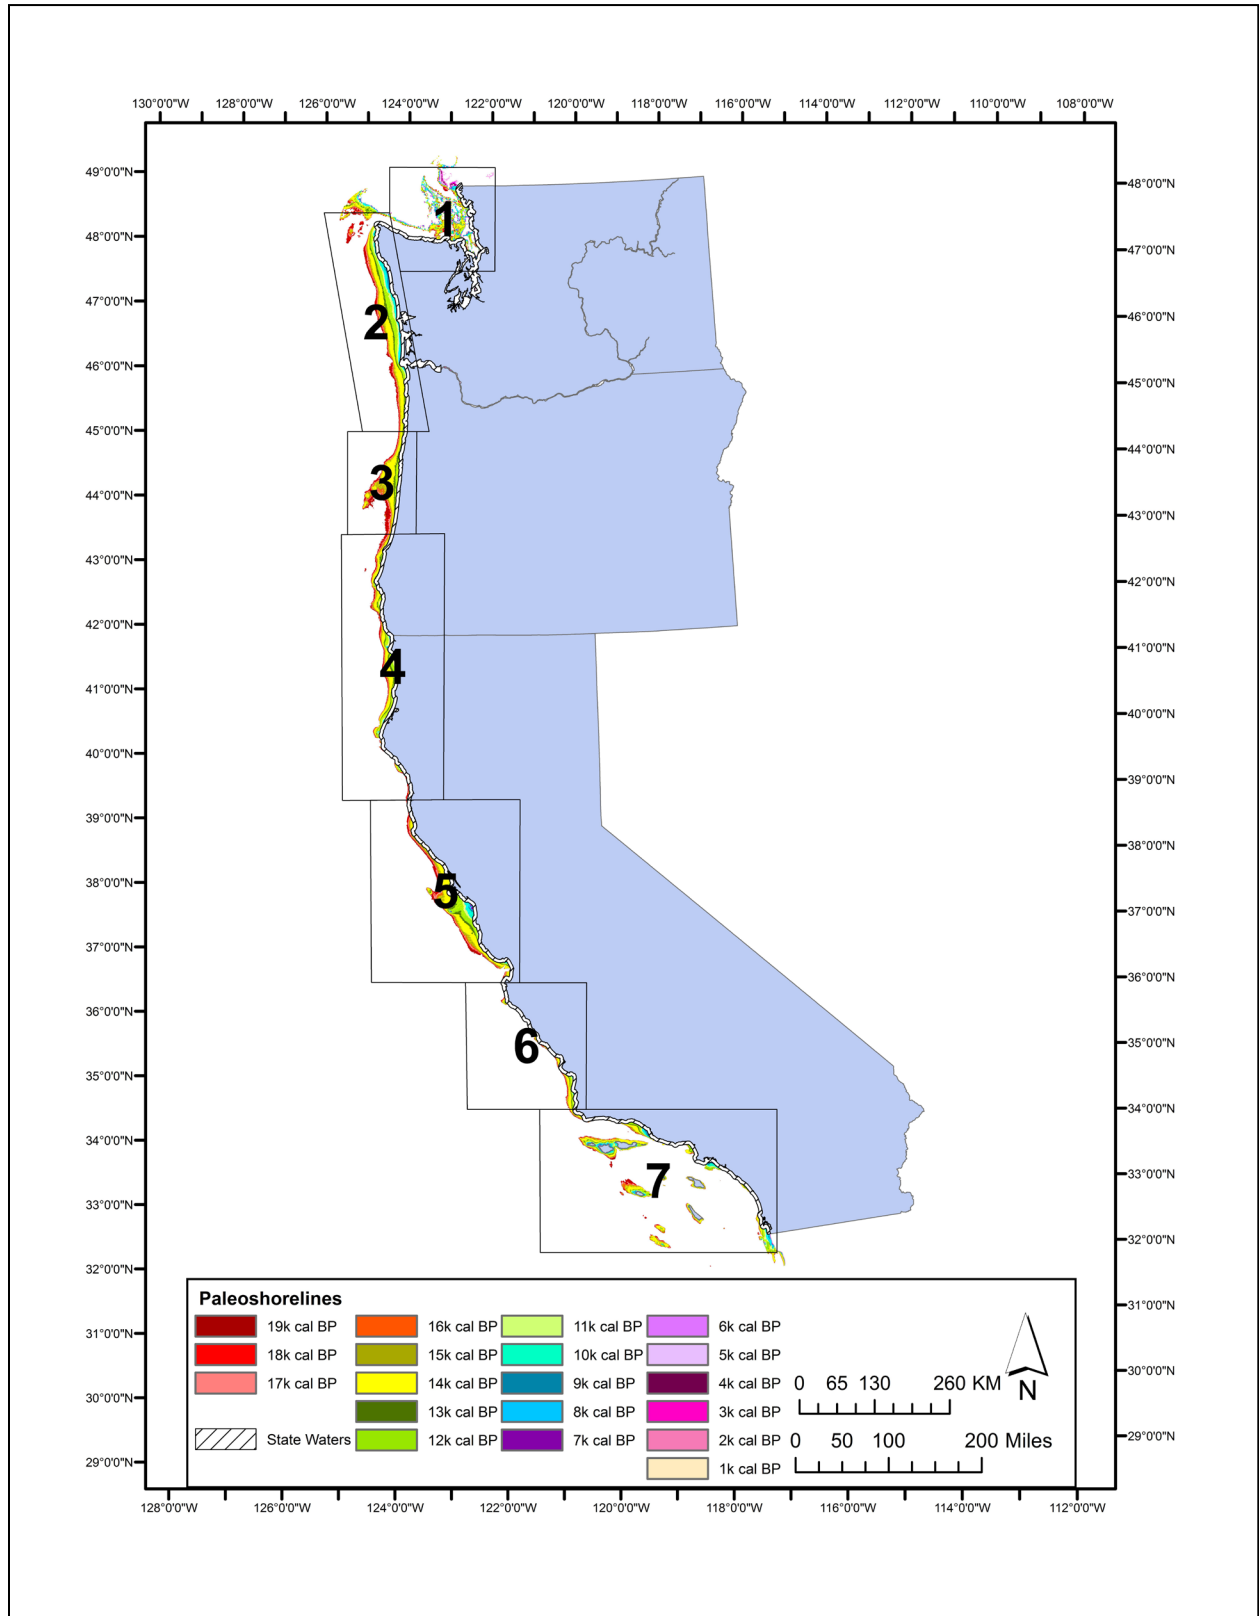 130°0'0"W 128°0'0"W 126°0'0"W 124°0'0"W 122°0'0"W 120°0'0"W 118°0'0"W 116°0'0"W 114°0'0"W 112°0'0"W 110°0'0"W 108°0'0"W
49°0'0"N
48°0'0"N
1
48°0'0"N
47°0'0"N
47°0'0"N
2
46°0'0"N
46°0'0"N
45°0'0"N
45°0'0"N
44°0'0"N
3
44°0'0"N
43°0'0"N
43°0'0"N
42°0'0"N
42°0'0"N
41°0'0"N
4
41°0'0"N
40°0'0"N
40°0'0"N
39°0'0"N
39°0'0"N
38°0'0"N
38°0'0"N
5
37°0'0"N
37°0'0"N
36°0'0"N
36°0'0"N
35°0'0"N
6
35°0'0"N
34°0'0"N
34°0'0"N
33°0'0"N
7
33°0'0"N
32°0'0"N
32°0'0"N
31°0'0"N
31°0'0"N
30°0'0"N
30°0'0"N
29°0'0"N
29°0'0"N
Paleoshorelines
19k cal BP
18k cal BP
17k cal BP
State Waters
16k cal BP
15k cal BP
14k cal BP
13k cal BP
12k cal BP
11k cal BP
10k cal BP
9k cal BP
8k cal BP
7k cal BP
6k cal BP
5k cal BP
4k cal BP
3k cal BP
2k cal BP
1k cal BP
0 65 130 260 KM
0 50 100 200 Miles
N
128°0'0"W 126°0'0"W 124°0'0"W 122°0'0"W 120°0'0"W 118°0'0"W 116°0'0"W 114°0'0"W 112°0'0"W